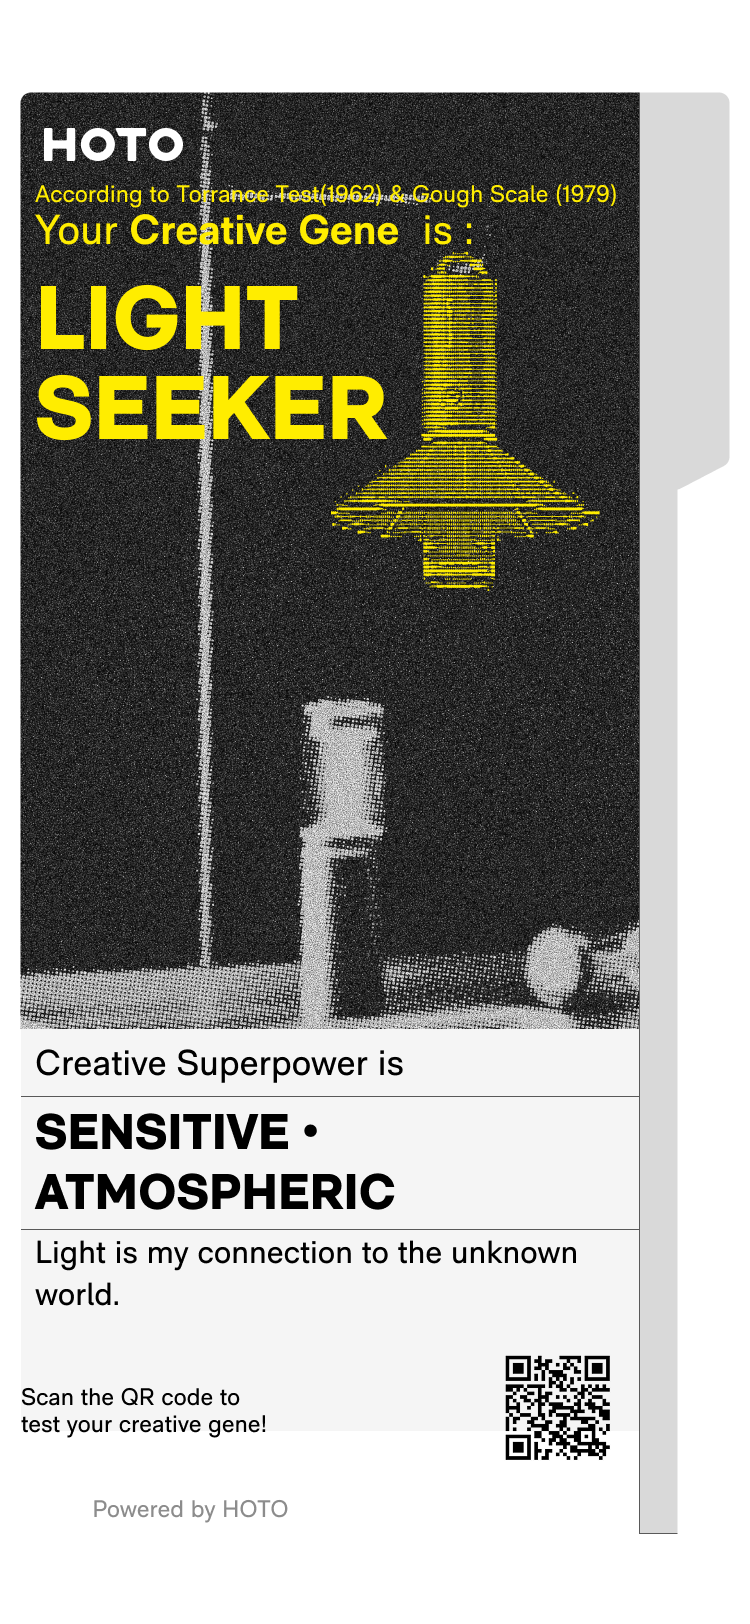 HOTO
According to Torrance Test(1962) & Gough Scale (1979)
Your Creative Gene is :
LIGHT
SEEKER
Creative Superpower is
SENSITIVE •
ATMOSPHERIC
Light is my connection to the unknown
world.
Scan the QR code to
test your creative gene!
Powered by HOTO